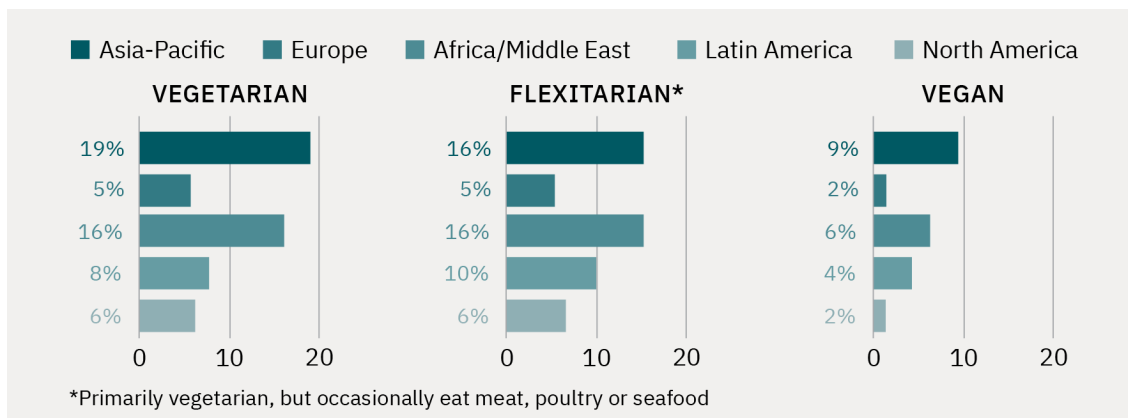 Asia-Pacific Europe Africa/Middle East Latin America North America
VEGETARIAN FLEXITARIAN* VEGAN
19% 16% 9%
5% 5% 2%
16% 16% 6%
8% 10% 4%
6% 6% 2%
0 10 20 0 10 20 0 10 20
*Primarily vegetarian, but occasionally eat meat, poultry or seafood